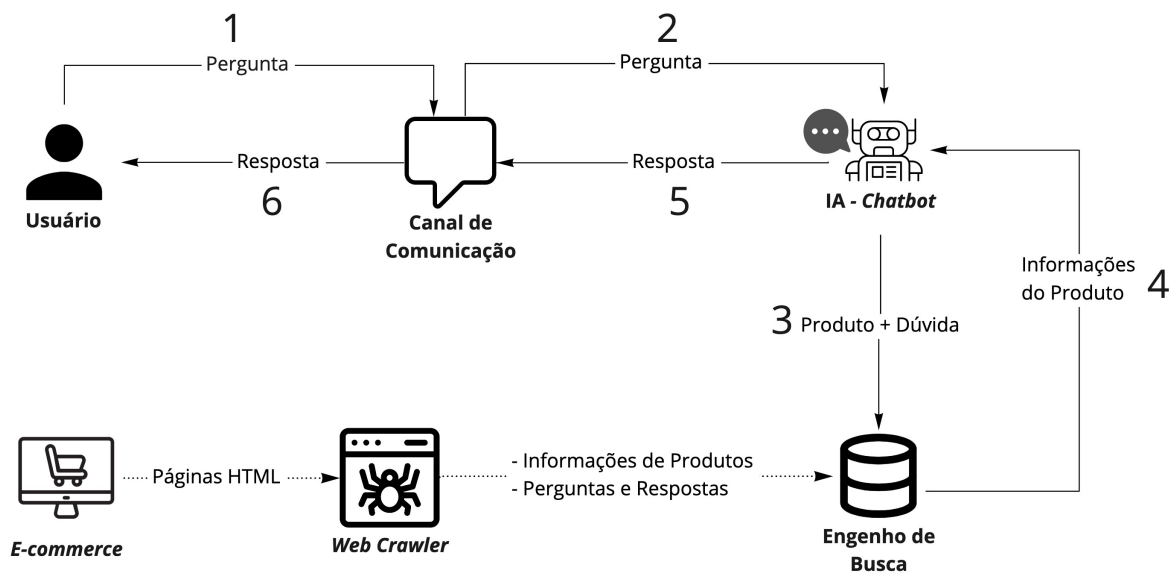 1
Pergunta
2
Pergunta
Resposta
6
Resposta
5
Usuário
Canal de
Comunicação
IA - Chatbot
Informações
do Produto
4
3 Produto + Dúvida
Páginas HTML
- Informações de Produtos
- Perguntas e Respostas
E-commerce
Web Crawler
Engenho de
Busca